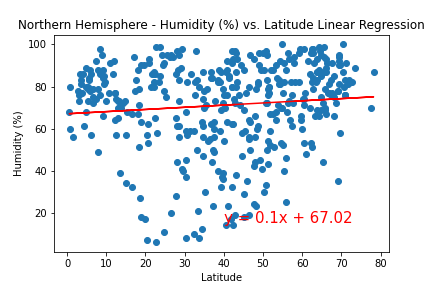 Northern Hemisphere - Humidity (%) vs. Latitude Linear Regression
100
80
60
40
20
Humidity (%)
y = 0.1x + 67.02
0 10 20 30 40 50 60 70 80
Latitude